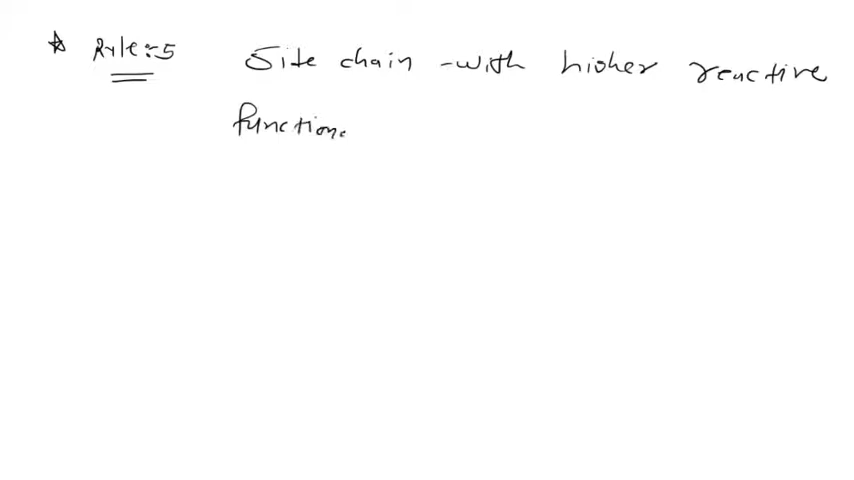 ☆ Rule:5 Site chain -with higher reactive
function.